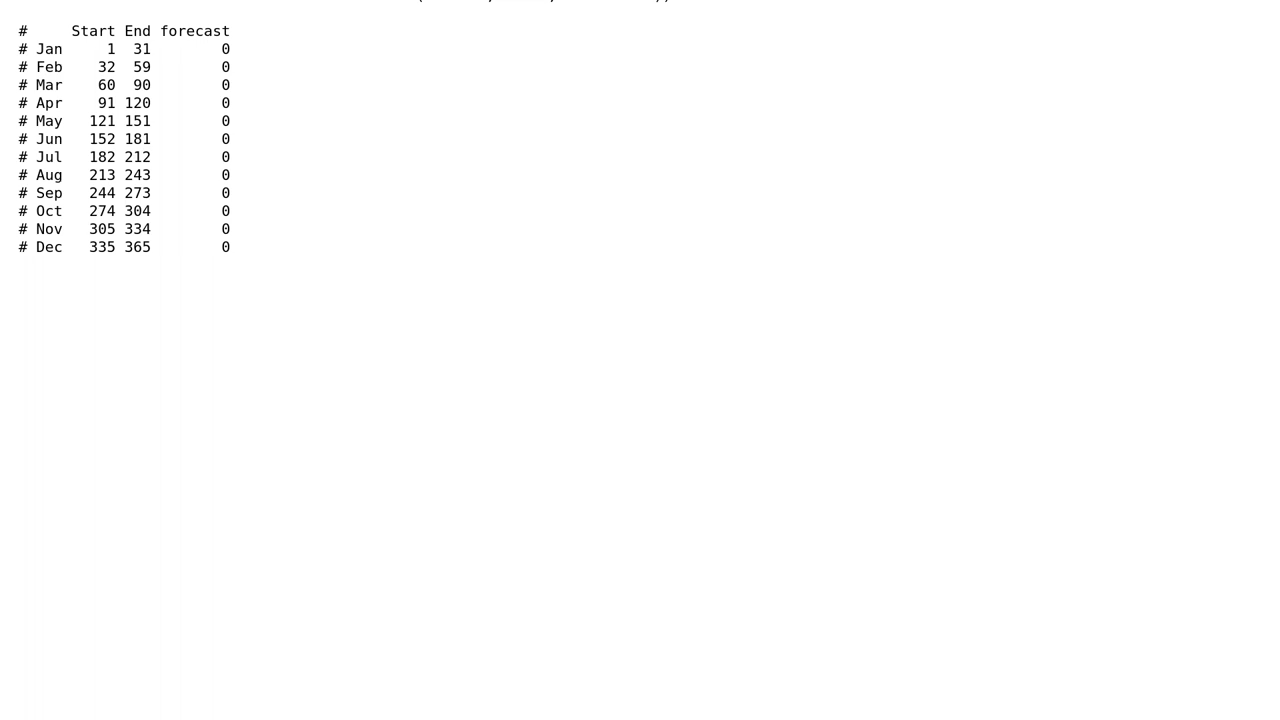 #     Start End forecast
# Jan     1  31        0
# Feb    32  59        0
# Mar    60  90        0
# Apr    91 120        0
# May   121 151        0
# Jun   152 181        0
# Jul   182 212        0
# Aug   213 243        0
# Sep   244 273        0
# Oct   274 304        0
# Nov   305 334        0
# Dec   335 365        0